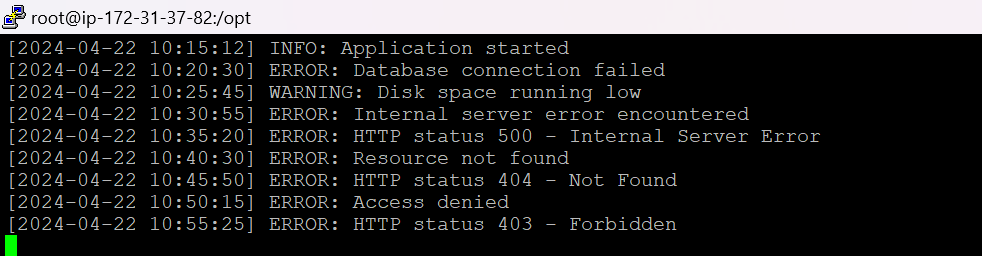 root@ip-172-31-37-82:/opt
[2024-04-22 10:15:12] INFO: Application started
[2024-04-22 10:20:30] ERROR: Database connection failed
[2024-04-22 10:25:45] WARNING: Disk space running low
[2024-04-22 10:30:55] ERROR: Internal server error encountered
[2024-04-22 10:35:20] ERROR: HTTP status 500 - Internal Server Error
[2024-04-22 10:40:30] ERROR: Resource not found
[2024-04-22 10:45:50] ERROR: HTTP status 404 - Not Found
[2024-04-22 10:50:15] ERROR: Access denied
[2024-04-22 10:55:25] ERROR: HTTP status 403 - Forbidden